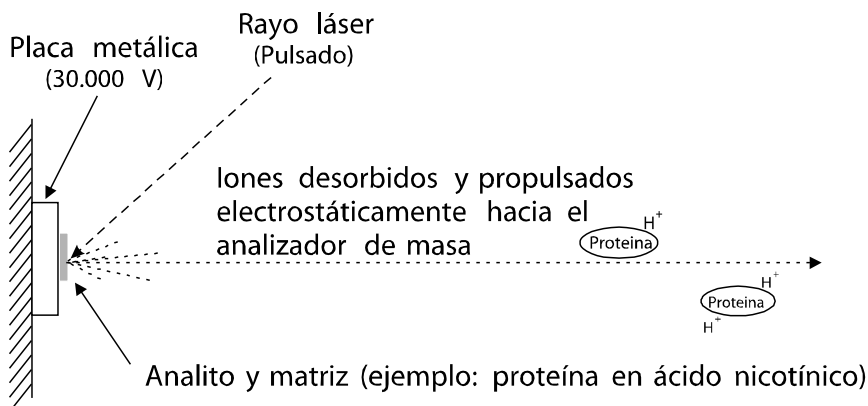 Rayo láser
(Pulsado)
Placa metálica
(30.000 V)
Iones desorbidos y propulsados
electrostáticamente hacia el
analizador de masa
H+
Proteina
H+
Proteina
H+
Analito y matriz (ejemplo: proteína en ácido nicotínico)